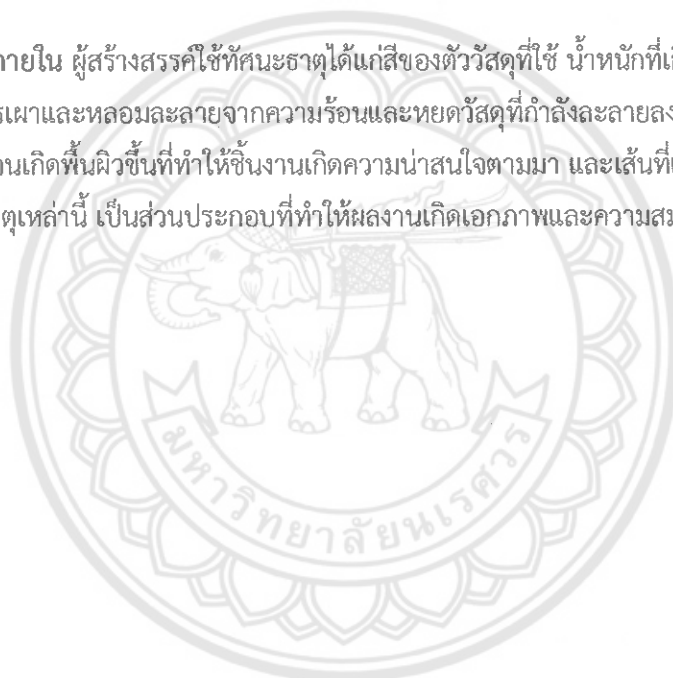 ภายใน ผู้สร้างสรรค์ใช้ทัศนะธาตุได้แก่สีของตัววัสดุที่ใช้ น้ำหนักที่เ
รเผาและหลอมละลายจากความร้อนและหยดวัสดุที่กำลังละลายลง
วนเกิดพื้นผิวขึ้นที่ทำให้ชิ้นงานเกิดความน่าสนใจตามมา และเส้นที่เ
ตุเหล่านี้ เป็นส่วนประกอบที่ทำให้ผลงานเกิดเอกภาพและความสม
มหาวิทยาลัยนเรศวร